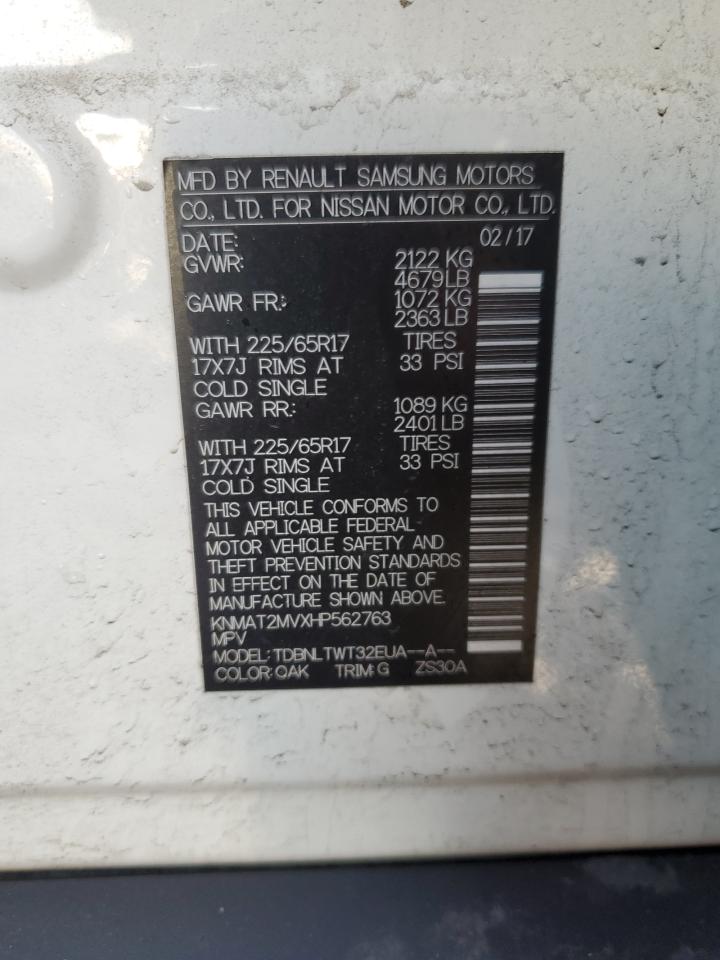 MFD BY RENAULT SAMSUNG MOTORS
CO., LTD. FOR NISSAN MOTOR CO., LTD.
DATE: 02/17
GVWR: 2122 KG
4679 LB
GAWR FR: 1072 KG
2363 LB
WITH 225/65R17 TIRES
17X7J RIMS AT 33 PSI
COLD SINGLE
GAWR RR: 1089 KG
2401 LB
WITH 225/65R17 TIRES
17X7J RIMS AT 33 PSI
COLD SINGLE
THIS VEHICLE CONFORMS TO
ALL APPLICABLE FEDERAL
MOTOR VEHICLE SAFETY AND
THEFT PREVENTION STANDARDS
IN EFFECT ON THE DATE OF
MANUFACTURE SHOWN ABOVE.
KNMAT2MVXHP562763
MPV
MODEL: TDBNLTWT32EUA--A--
COLOR: QAK TRIM: G ZS30A